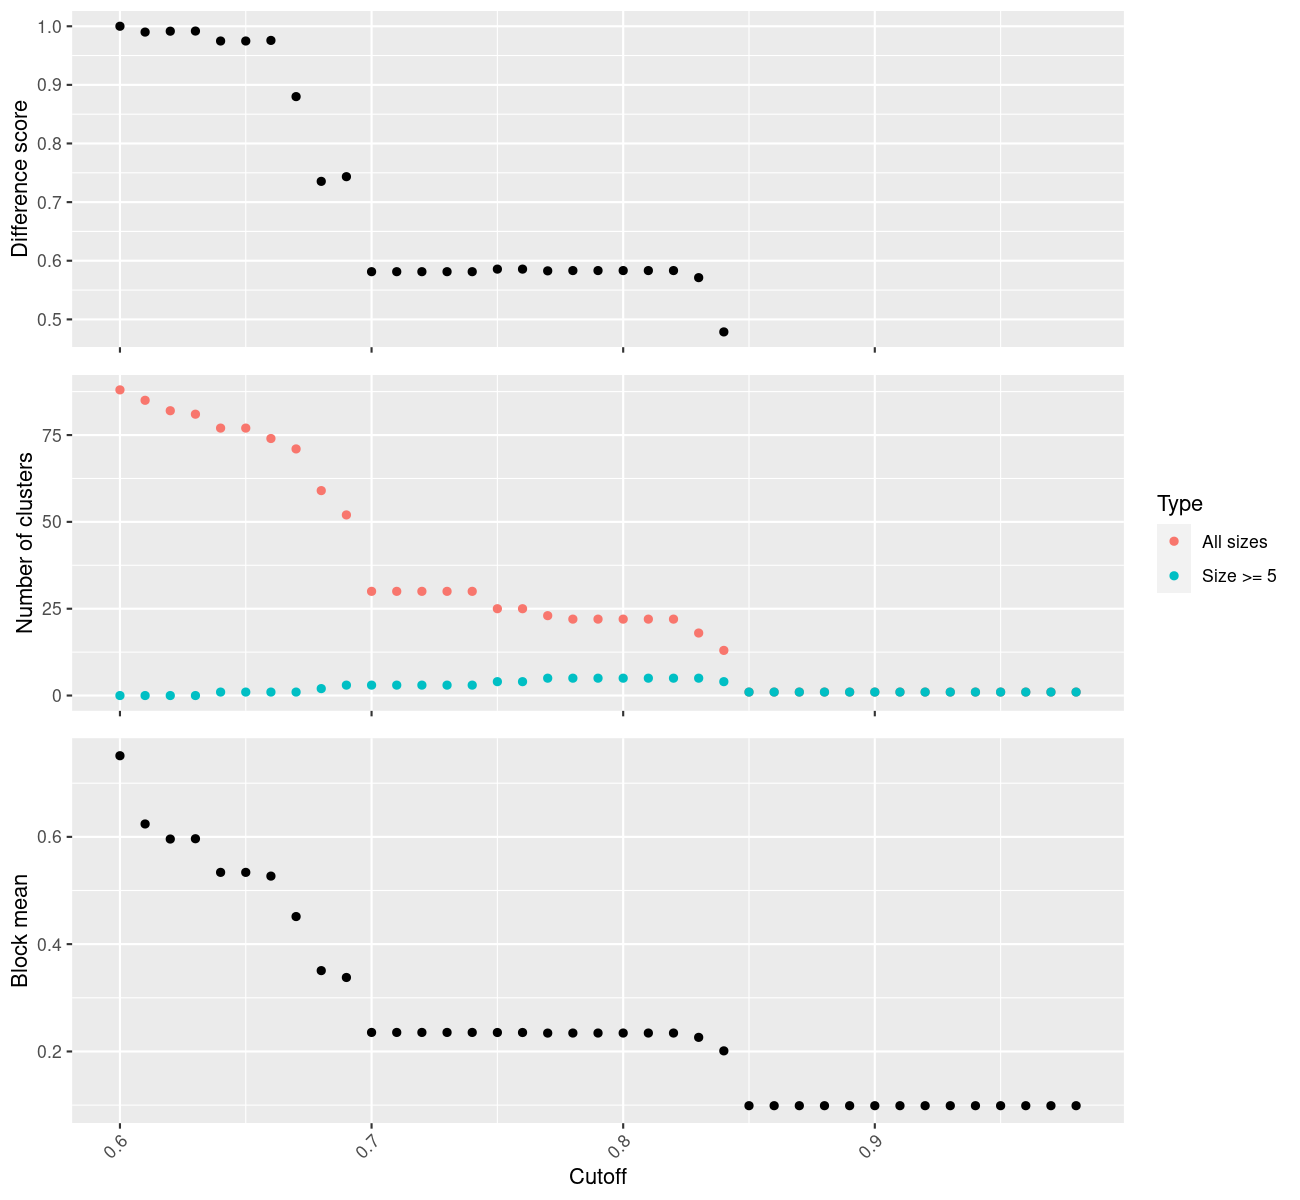 1.0
0.9
0.8
0.7
0.6
0.5
Difference score
75
50
25
0
Number of clusters
Type
All sizes
Size >= 5
0.6
0.4
0.2
Block mean
0.6
0.7
0.8
0.9
Cutoff